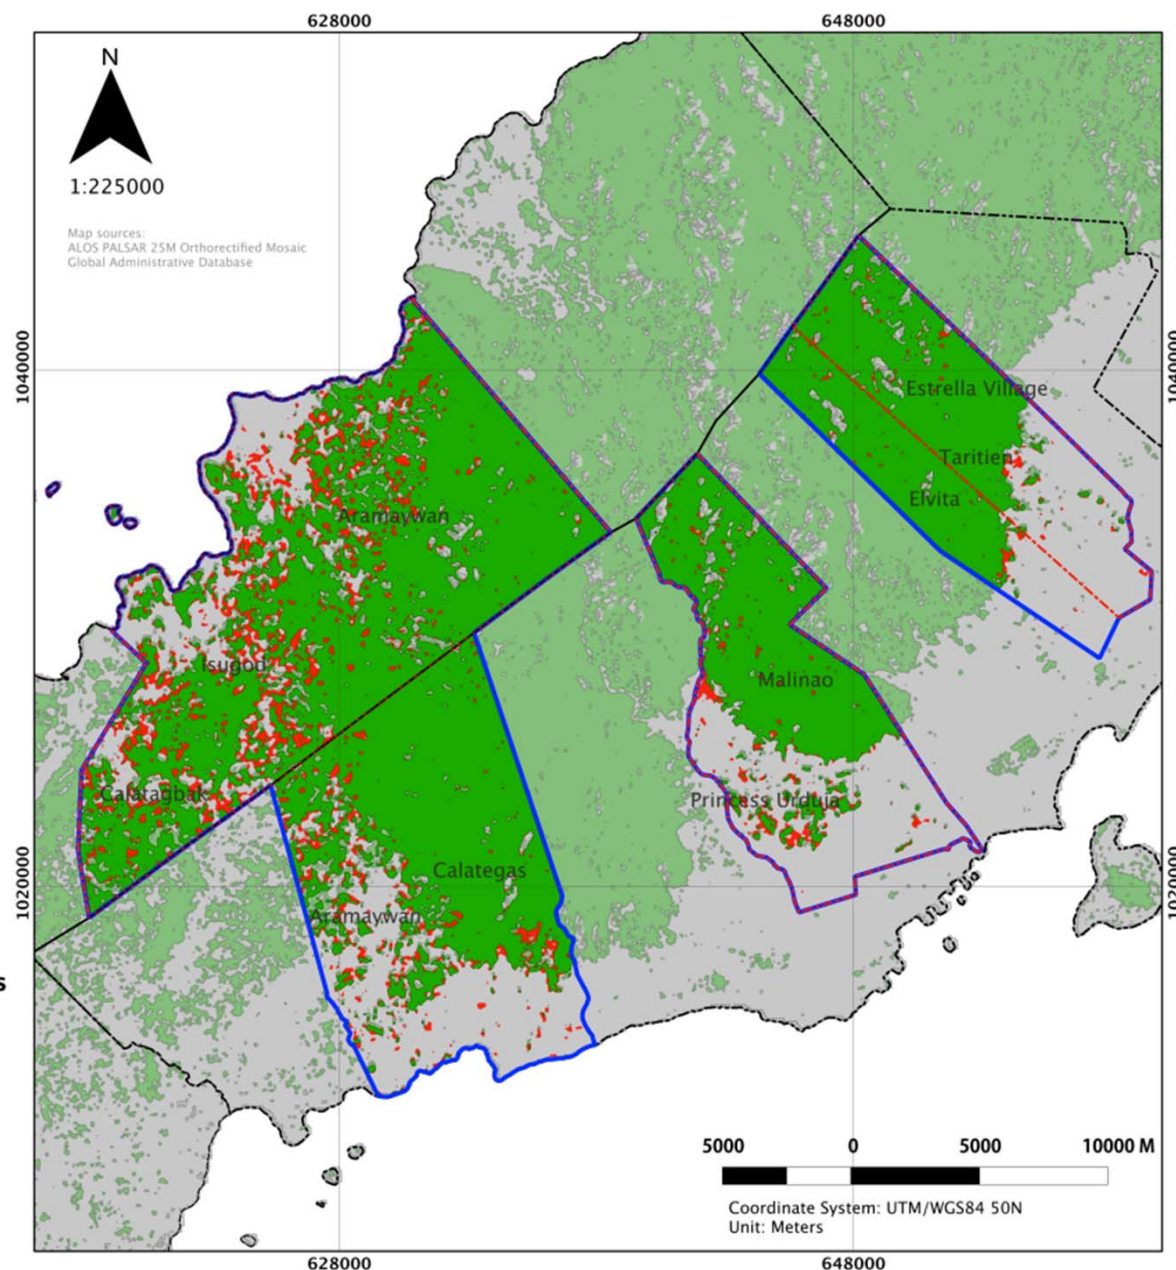 628000
648000
N
1:225000
Map sources:
ALOS PALSAR 25M Orthorectified Mosaic
Global Administrative Database
1040000
1040000
Estrella Village
Taritien
Elvita
Aramaywan
Isugod
Malinao
Calatagbak
Princess Urduja
1020000
1020000
Calategas
Aramaywan
s
5000
0
5000
10000 M
Coordinate System: UTM/WGS84 50N
Unit: Meters
628000
648000